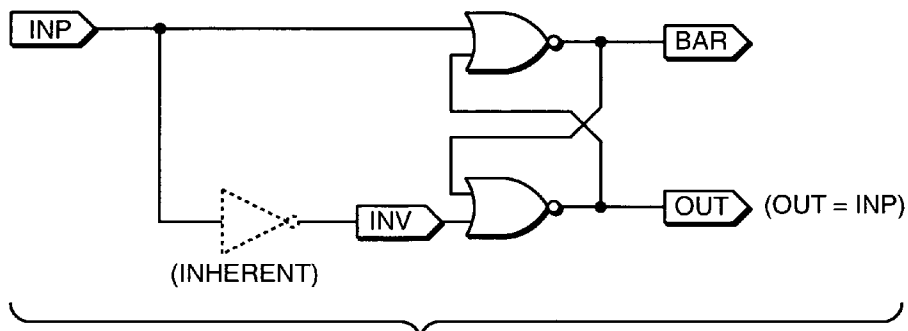 INP
BAR
INV
OUT (OUT = INP)
(INHERENT)